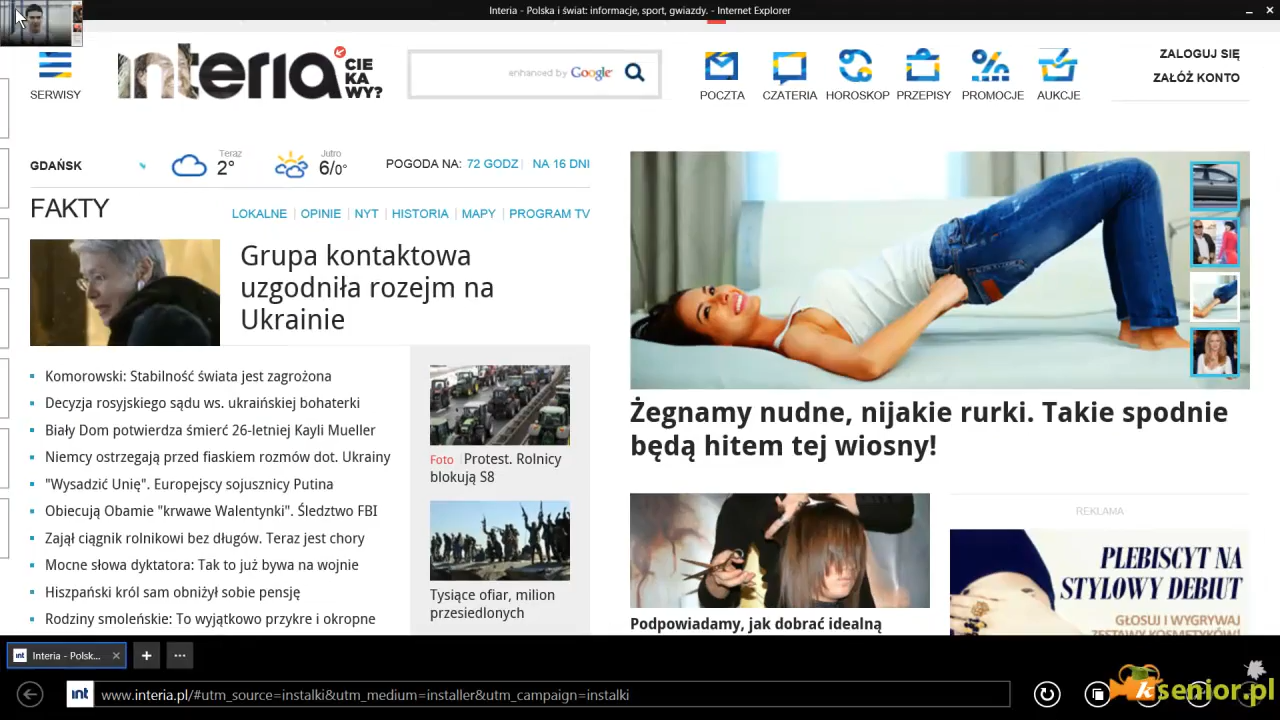 Interia - Polska i świat: informacje, sport, gwiazdy. - Internet Explorer
SERWISY
interia
CIE
KA
WY?
enhanced by Google
POCZTA
CZATERIA
HOROSKOP
PRZEPISY
PROMOCJE
AUKCJE
ZALOGUJ SIĘ
ZAŁÓŻ KONTO
GDAŃSK
Teraz
2°
Jutro
6/0°
POGODA NA: 72 GODZ | NA 16 DNI
FAKTY
LOKALNE | OPINIE | NYT | HISTORIA | MAPY | PROGRAM TV
Grupa kontaktowa
uzgodniła rozejm na
Ukrainie
Komorowski: Stabilność świata jest zagrożona
Decyzja rosyjskiego sądu ws. ukraińskiej bohaterki
Biały Dom potwierdza śmierć 26-letniej Kayli Mueller
Niemcy ostrzegają przed fiaskiem rozmów dot. Ukrainy
"Wysadzić Unię". Europejscy sojusznicy Putina
Obiecują Obamie "krwawe Walentynki". Śledztwo FBI
Zajął ciągnik rolnikowi bez długów. Teraz jest chory
Mocne słowa dyktatora: Tak to już bywa na wojnie
Hiszpański król sam obniżył sobie pensję
Rodziny smoleńskie: To wyjątkowo przykre i okropne
Foto | Protest. Rolnicy
blokują S8
Tysiące ofiar, milion
przesiedlonych
Żegnamy nudne, nijakie rurki. Takie spodnie
będą hitem tej wiosny!
Podpowiadamy, jak dobrać idealną
REKLAMA
PLEBISCYT NA
STYLOWY DEBIUT
GŁOSUJ I WYGRYWAJ
ZESTAWY KOSMETYKÓW!
int Interia - Polsk...
int www.interia.pl/#utm_source=instalki&utm_medium=installer&utm_campaign=instalki
ksenior.pl